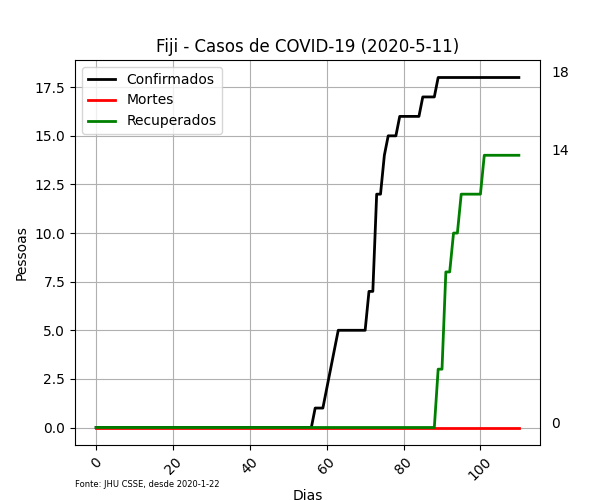 Fiji - Casos de COVID-19 (2020-5-11)
Confirmados
Mortes
Recuperados
18
14
0
Pessoas
17.5
15.0
12.5
10.0
7.5
5.0
2.5
0.0
0 20 40 60 80 100
Fonte: JHU CSSE, desde 2020-1-22
Dias